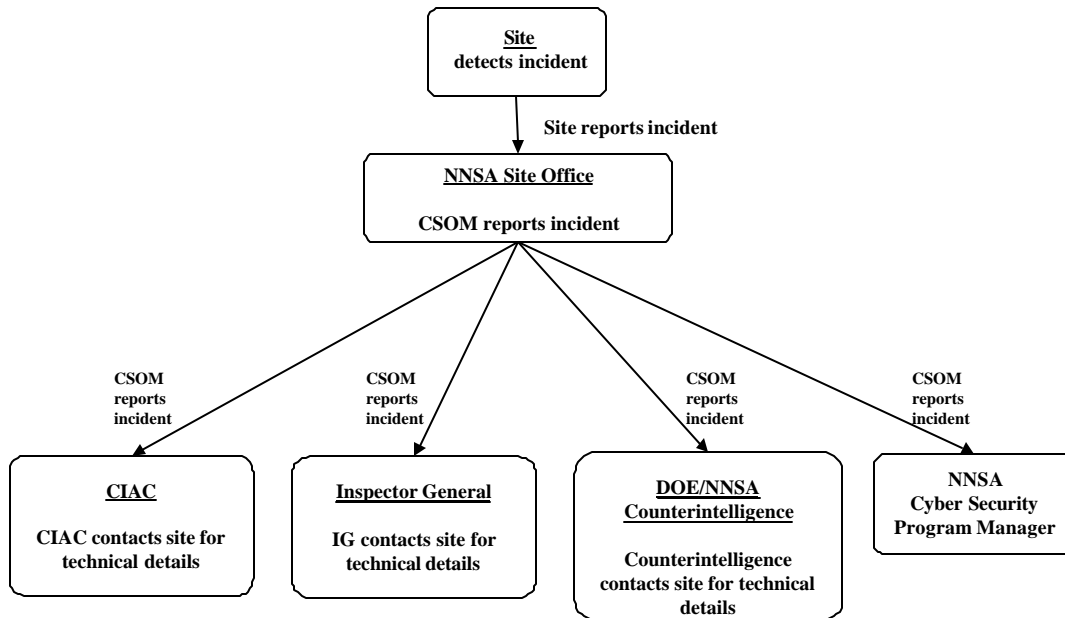 Site
detects incident
Site reports incident
NNSA Site Office
CSOM reports incident
CSOM
reports
incident
CSOM
reports
incident
CSOM
reports
incident
CSOM
reports
incident
CIAC
CIAC contacts site for
technical details
Inspector General
IG contacts site for
technical details
DOE/NNSA
Counterintelligence
Counterintelligence
contacts site for technical
details
NNSA
Cyber Security
Program Manager